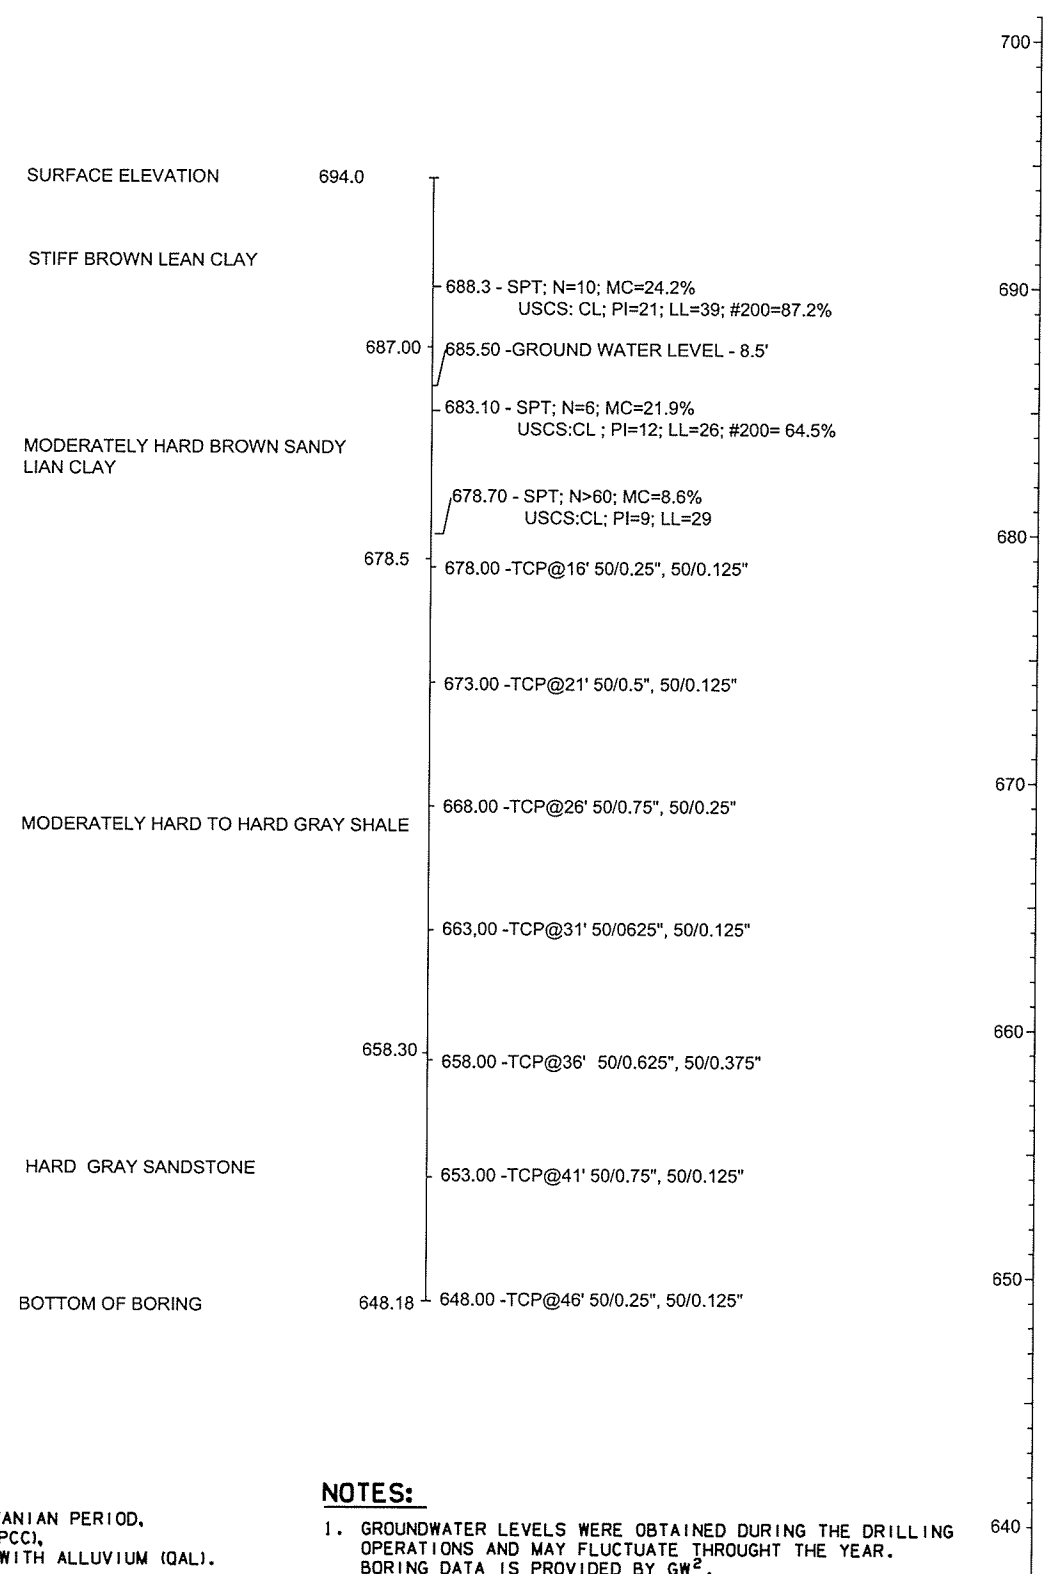 700
SURFACE ELEVATION 694.0
STIFF BROWN LEAN CLAY
688.3 - SPT; N=10; MC=24.2%
690
USCS: CL; PI=21; LL=39; #200=87.2%
687.00
685.50 -GROUND WATER LEVEL - 8.5'
683.10 - SPT; N=6; MC=21.9%
USCS:CL ; PI=12; LL=26; #200= 64.5%
MODERATELY HARD BROWN SANDY
LIAN CLAY
678.70 - SPT; N>60; MC=8.6%
USCS:CL; PI=9; LL=29
680
678.5
678.00 -TCP@16' 50/0.25", 50/0.125"
673.00 -TCP@21' 50/0.5", 50/0.125"
670
668.00 -TCP@26' 50/0.75", 50/0.25"
MODERATELY HARD TO HARD GRAY SHALE
663,00 -TCP@31' 50/0625", 50/0.125"
660
658.30
658.00 -TCP@36' 50/0.625", 50/0.375"
HARD GRAY SANDSTONE
653.00 -TCP@41' 50/0.75", 50/0.125"
650
BOTTOM OF BORING 648.18
648.00 -TCP@46' 50/0.25", 50/0.125"
ANIAN PERIOD,
PCC),
WITH ALLUVIUM (QAL).
NOTES:
1. GROUNDWATER LEVELS WERE OBTAINED DURING THE DRILLING
OPERATIONS AND MAY FLUCTUATE THROUGHT THE YEAR.
BORING DATA IS PROVIDED BY GW².
640